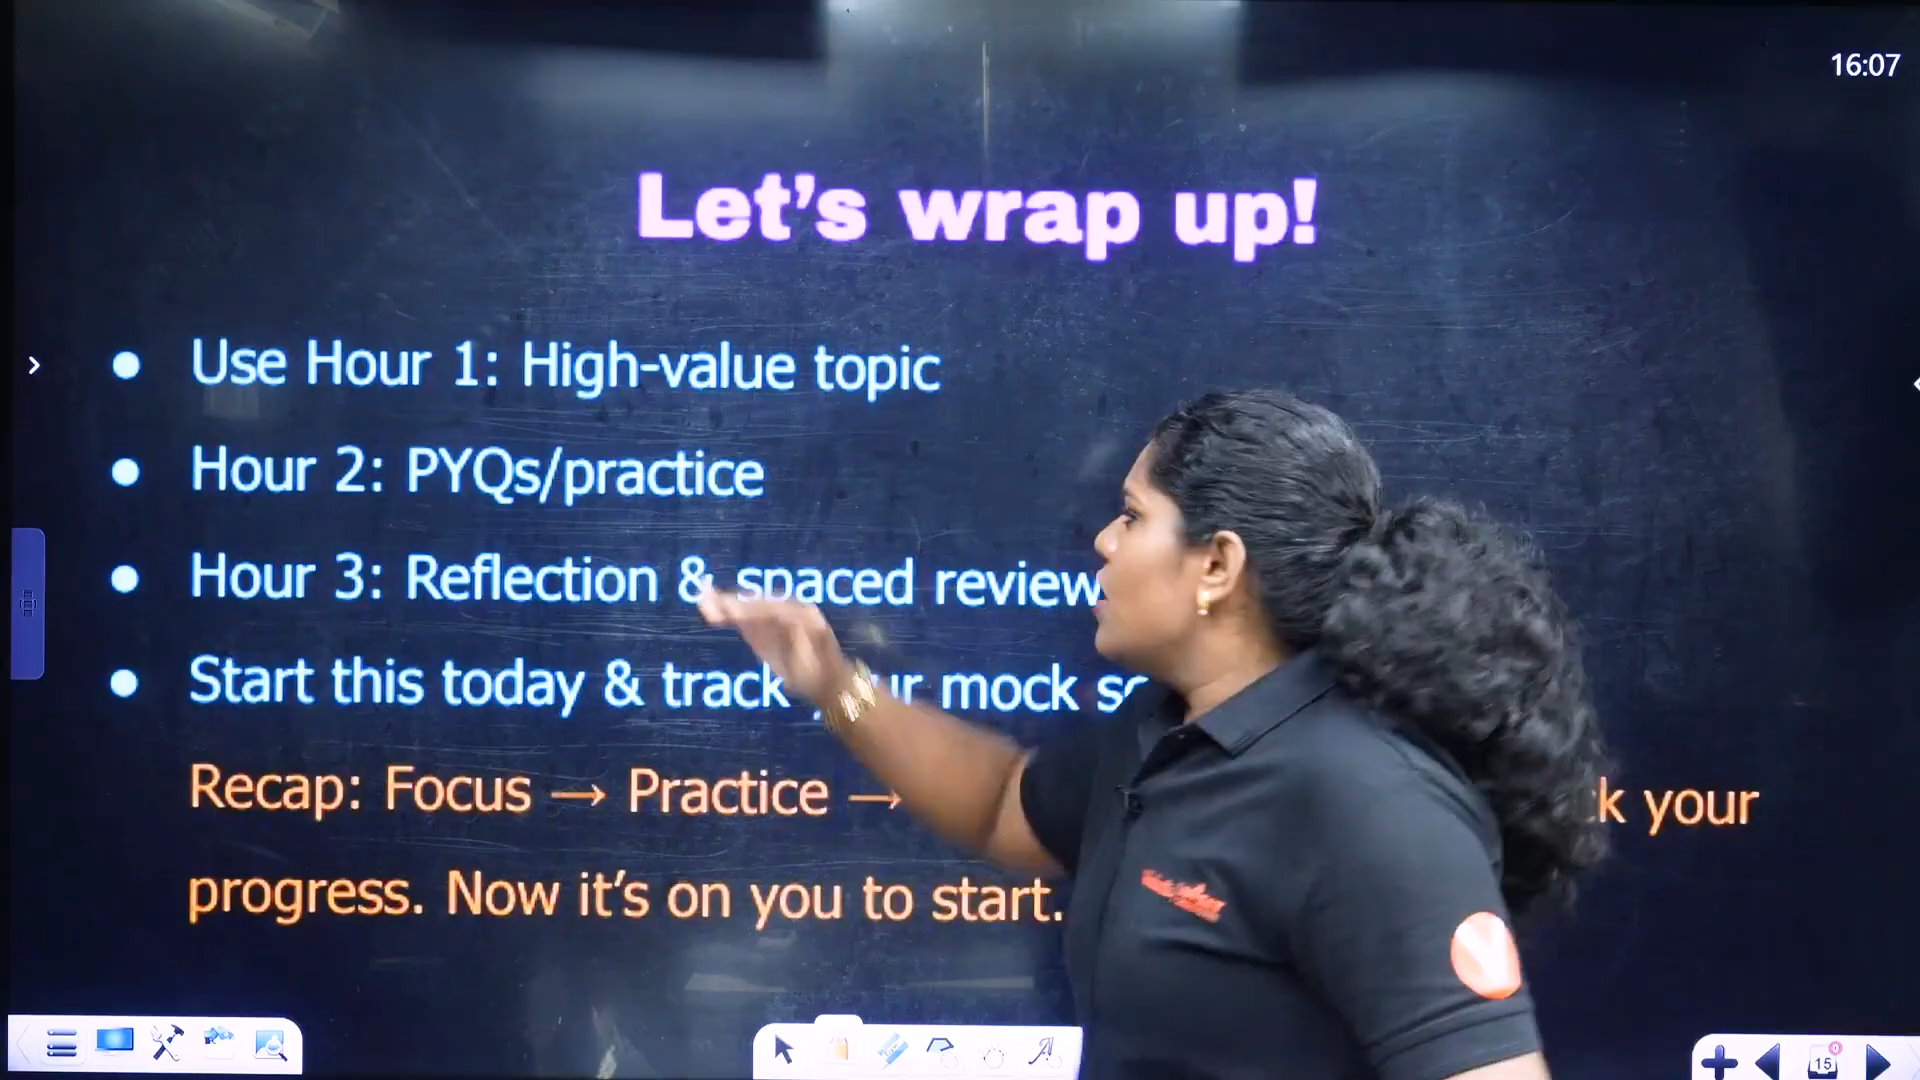 16:07
Let's wrap up!
Use Hour 1: High-value topic
Hour 2: PYQs/practice
Hour 3: Reflection & spaced review
Start this today & track mock
Recap: Focus → Practice → your
progress. Now it's on you to start.
V
15